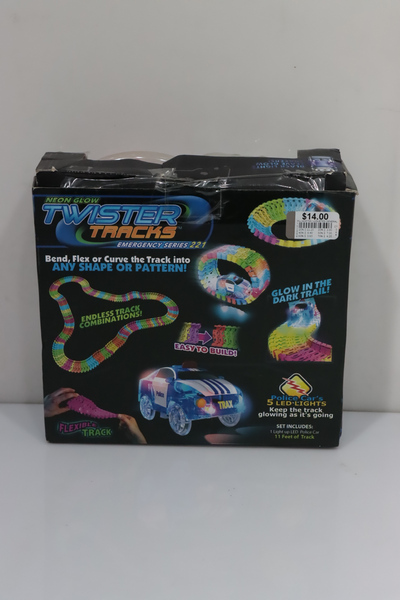 NEON GLOW
TWISTER
TRACKS
EMERGENCY SERIES 221
$14.00
Bend, Flex or Curve the Track into
ANY SHAPE OR PATTERN!
GLOW IN THE
DARK TRAIL!
ENDLESS TRACK
COMBINATIONS!
EASY TO BUILD!
Police Car's
5 LED-LIGHTS
Keep the track
glowing as it's going
TRAX
FLEXIBLE
TRACK
SET INCLUDES:
1 Light up LED Police Car
11 Feet of Track